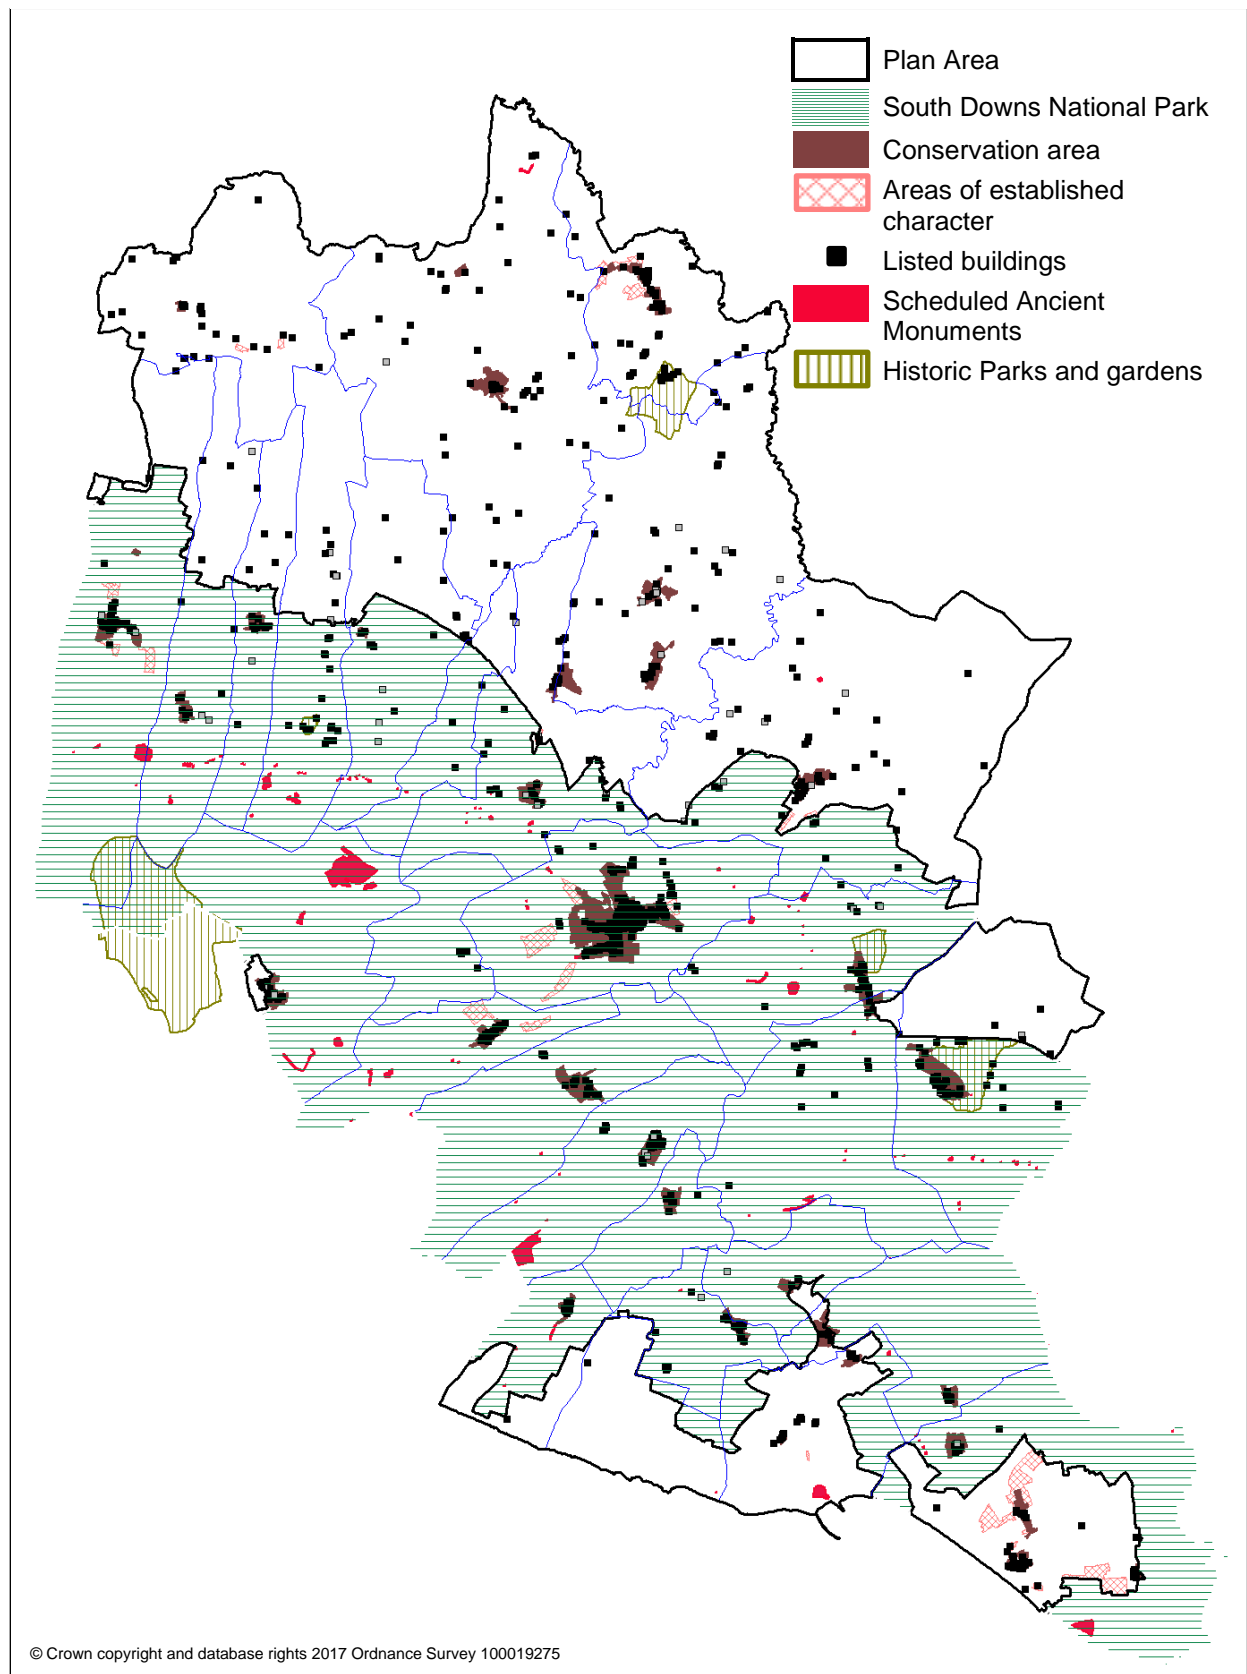 Plan Area
South Downs National Park
Conservation area
Areas of established
character
Listed buildings
Scheduled Ancient
Monuments
Historic Parks and gardens
© Crown copyright and database rights 2017 Ordnance Survey 100019275